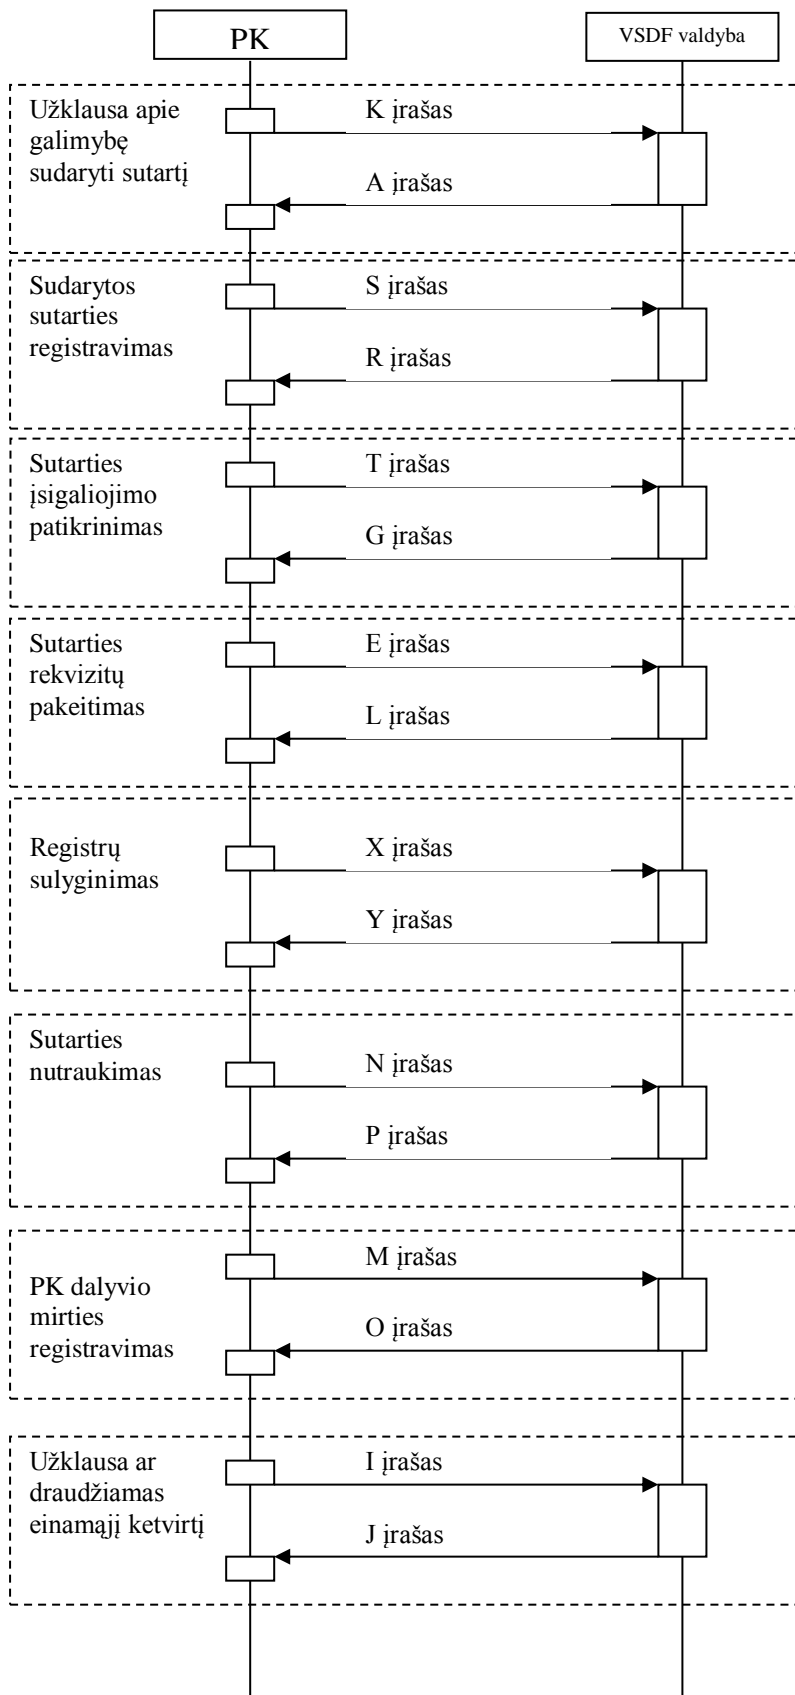 PK
VSDF valdyba
Užklausa apie
galimybę
sudaryti sutartį
K įrašas
A įrašas
Sudarytos
sutarties
registravimas
S įrašas
R įrašas
Sutarties
įsigaliojimo
patikrinimas
T įrašas
G įrašas
Sutarties
rekvizitų
pakeitimas
E įrašas
L įrašas
Registrų
sulyginimas
X įrašas
Y įrašas
Sutarties
nutraukimas
N įrašas
P įrašas
PK dalyvio
mirties
registravimas
M įrašas
O įrašas
Užklausa ar
draudžiamas
einamąjį ketvirtį
I įrašas
J įrašas